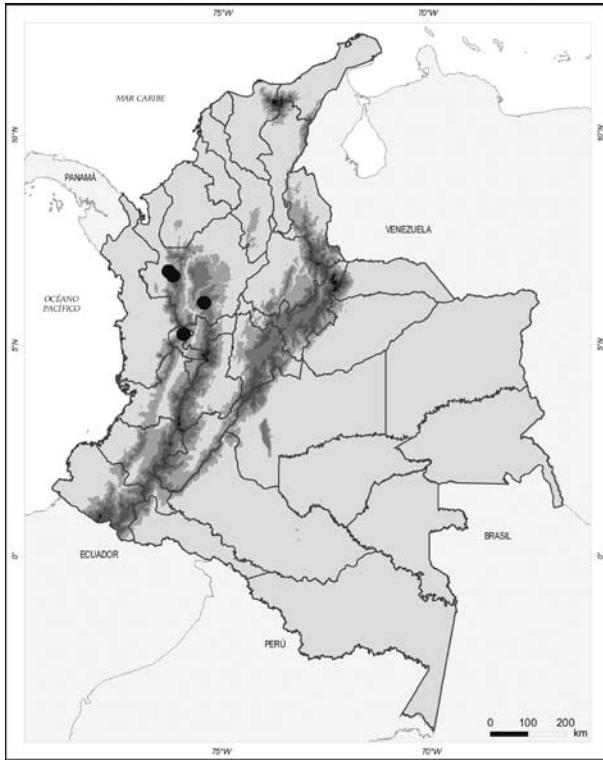 75°W 70°W
MAR CARIBE
10°N
10°N
PANAMÁ
VENEZUELA
OCÉANO
PACÍFICO
5°N
5°N
0°
0°
ECUADOR
BRASIL
PERÚ
0 100 200
km
75°W 70°W